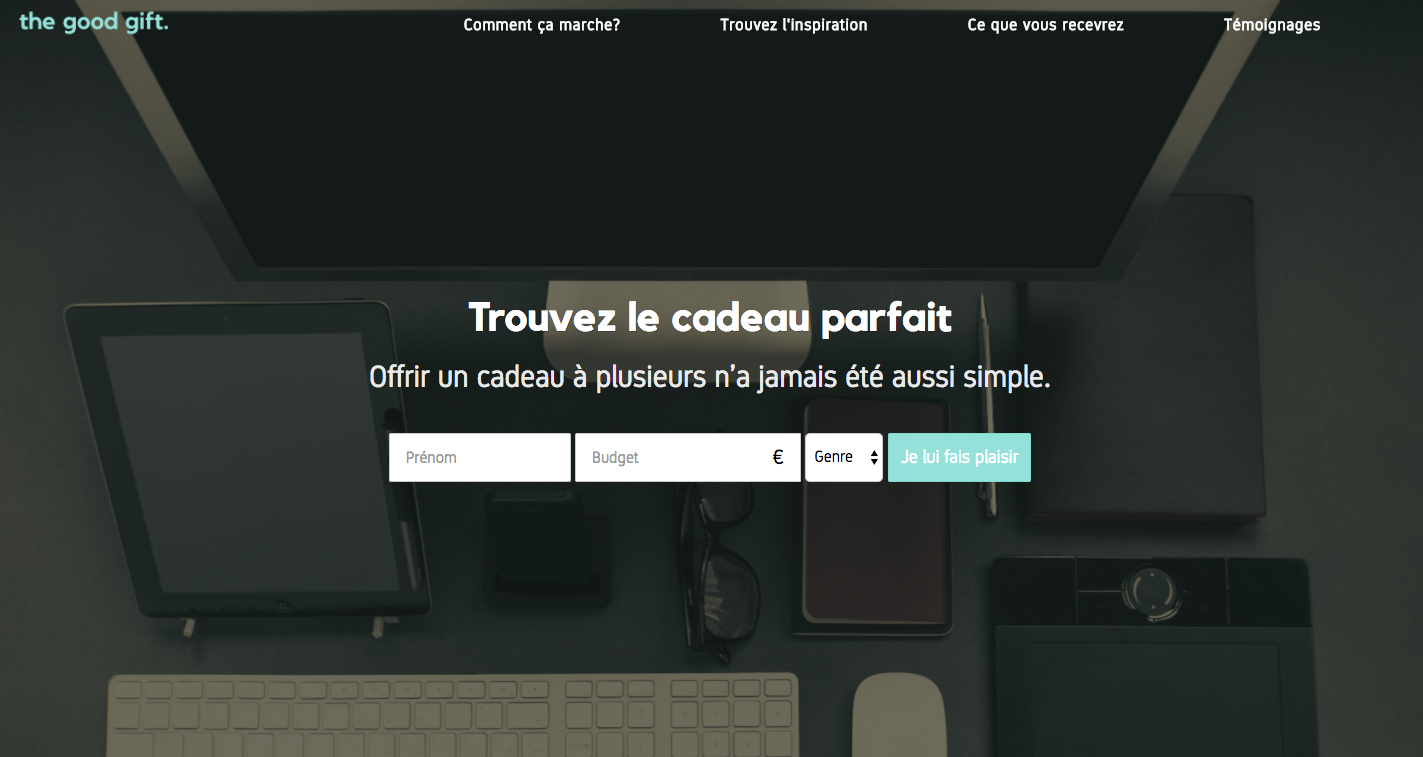 the good gift.
Comment ça marche?
Trouvez l'inspiration
Ce que vous recevrez
Témoignages
Trouvez le cadeau parfait
Offrir un cadeau à plusieurs n’a jamais été aussi simple.
Prénom
Budget €
Genre
Je lui fais plaisir